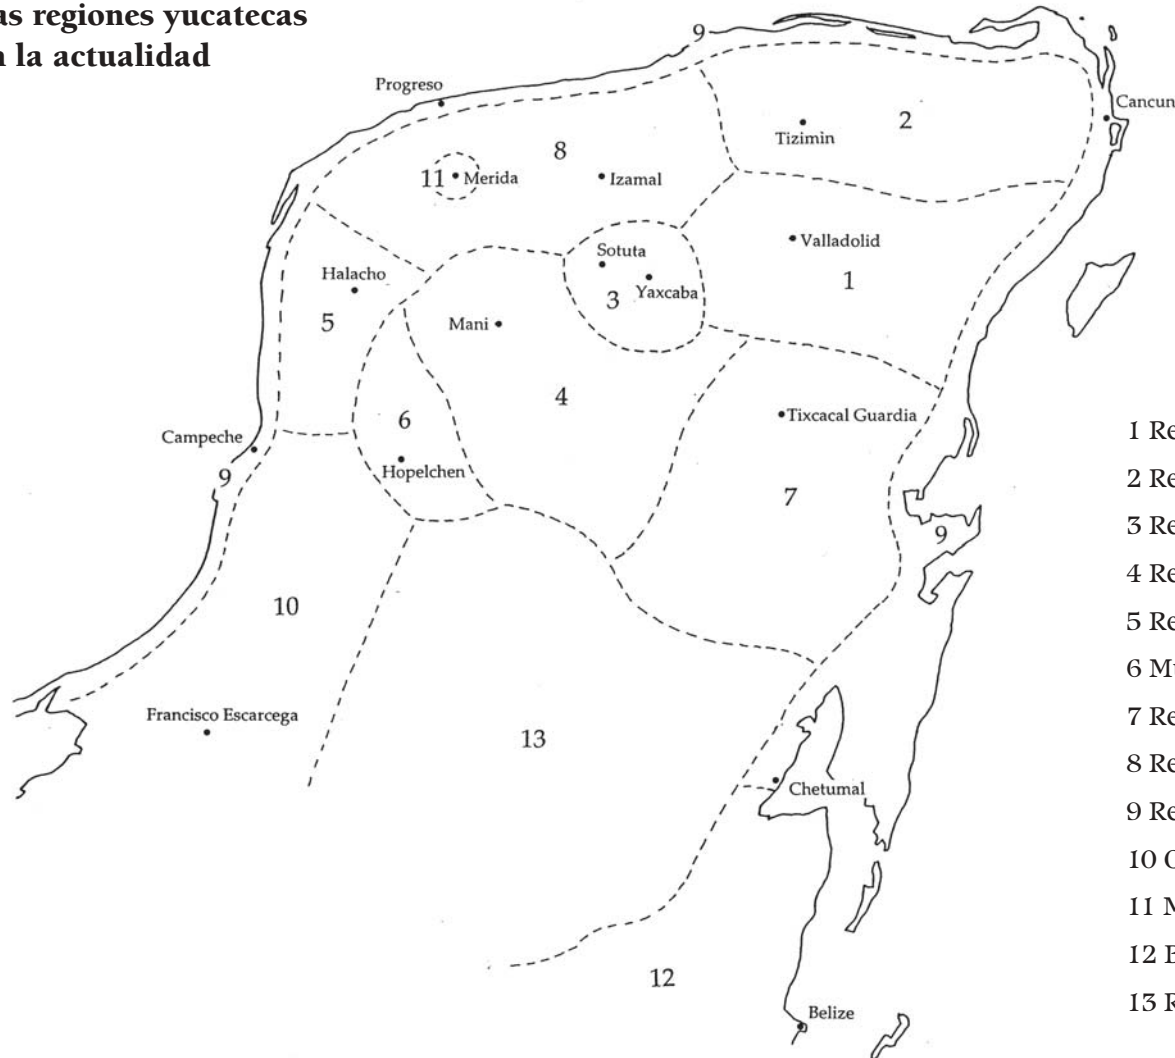 as regiones yucatecas
n la actualidad
9
Progreso
Cancun
2
Tizimin
8
11
Merida
Izamal
Valladolid
Sotuta
Halacho
1
Yaxcaba
3
5
Mani
4
6
Tixcacal Guardia
Campeche
Hopelchen
9
7
9
10
Francisco Escarcega
13
Chetumal
12
Belize
1 Re
2 Re
3 Re
4 Re
5 Re
6 M
7 Re
8 Re
9 Re
10
11
12
13 R